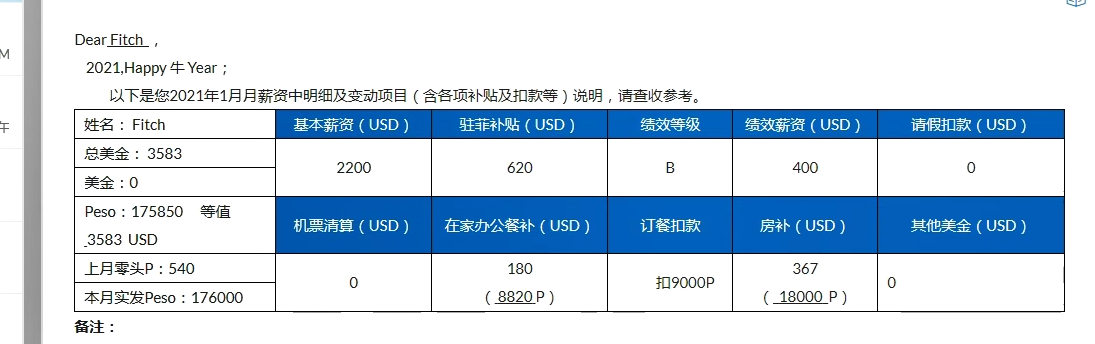 Dear Fitch ，
2021,Happy 牛 Year；
以下是您2021年1月月薪资中明细及变动项目（含各项补贴及扣款等）说明，请查收参考。
姓名： Fitch 基本薪资（USD） 驻菲补贴（USD） 绩效等级 绩效薪资（USD） 请假扣款（USD）
总美金： 3583
2200 620 B 400 0
美金：0
Peso：175850 等值
3583 USD
机票清算（USD） 在家办公餐补（USD） 订餐扣款 房补（USD） 其他美金（USD）
上月零头P：540
0 180 扣9000P 367 0
（ 8820 P） （ 18000 P）
本月实发Peso：176000
备注：
M
午